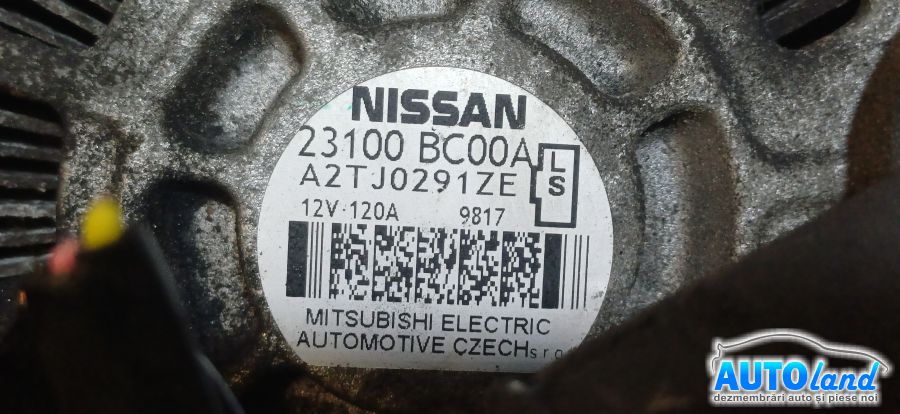 NISSAN
23100 BC00A
A2TJ0291ZE
L
S
12V·120A 9817
MITSUBISHI ELECTRIC
AUTOMOTIVE CZECH s r o
AUTOland
dezmembrări auto și piese noi